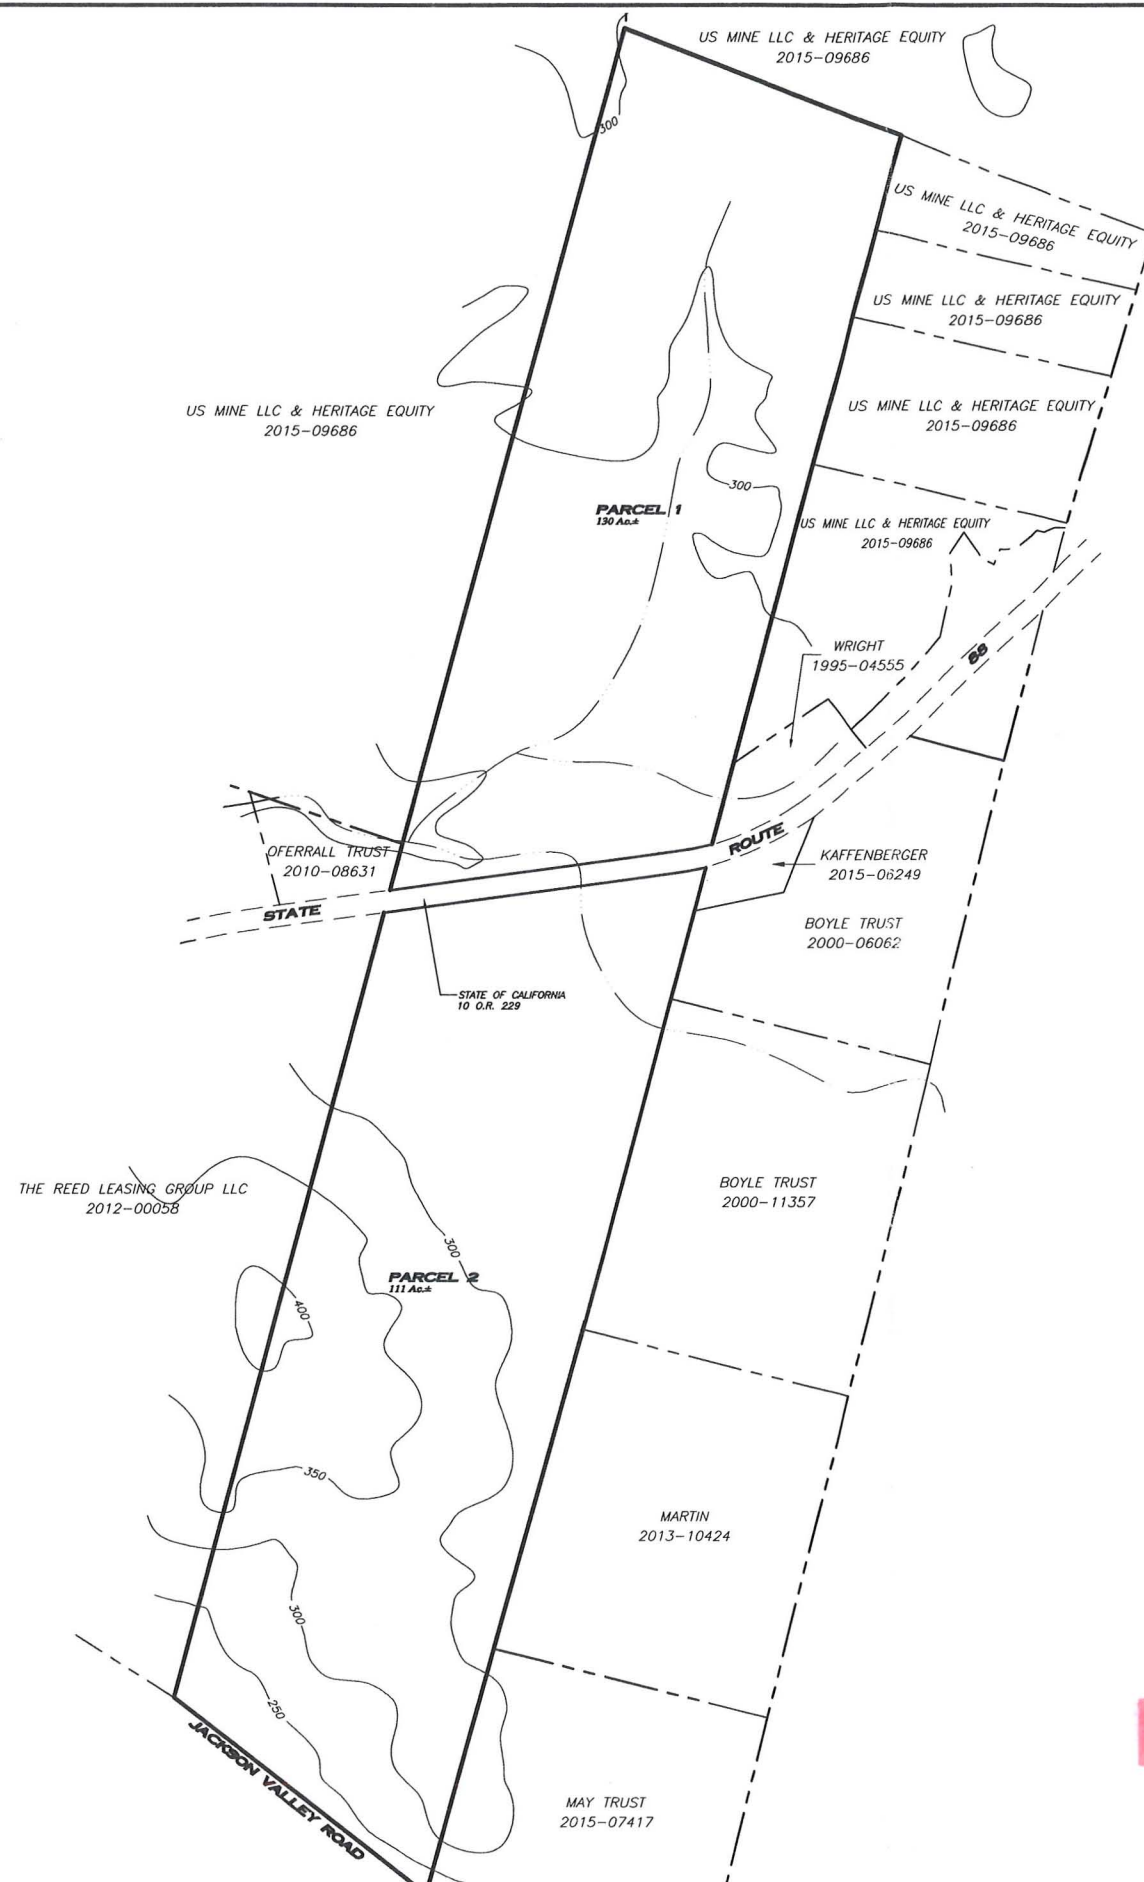 US MINE LLC & HERITAGE EQUITY
2015-09686
300
US MINE LLC & HERITAGE EQUITY
2015-09686
US MINE LLC & HERITAGE EQUITY
2015-09686
US MINE LLC & HERITAGE EQUITY
2015-09686
US MINE LLC & HERITAGE EQUITY
2015-09686
300
PARCEL 1
130 Ac.±
US MINE LLC & HERITAGE EQUITY
2015-09686
WRIGHT
1995-04555
88
ROUTE
OFERRALL TRUST
2010-08631
KAFFENBERGER
2015-06249
STATE
BOYLE TRUST
2000-06062
STATE OF CALIFORNIA
10 O.R. 229
THE REED LEASING GROUP LLC
2012-00058
BOYLE TRUST
2000-11357
300
PARCEL 2
111 Ac.±
400
350
MARTIN
2013-10424
300
250
JACKSON VALLEY ROAD
MAY TRUST
2015-07417